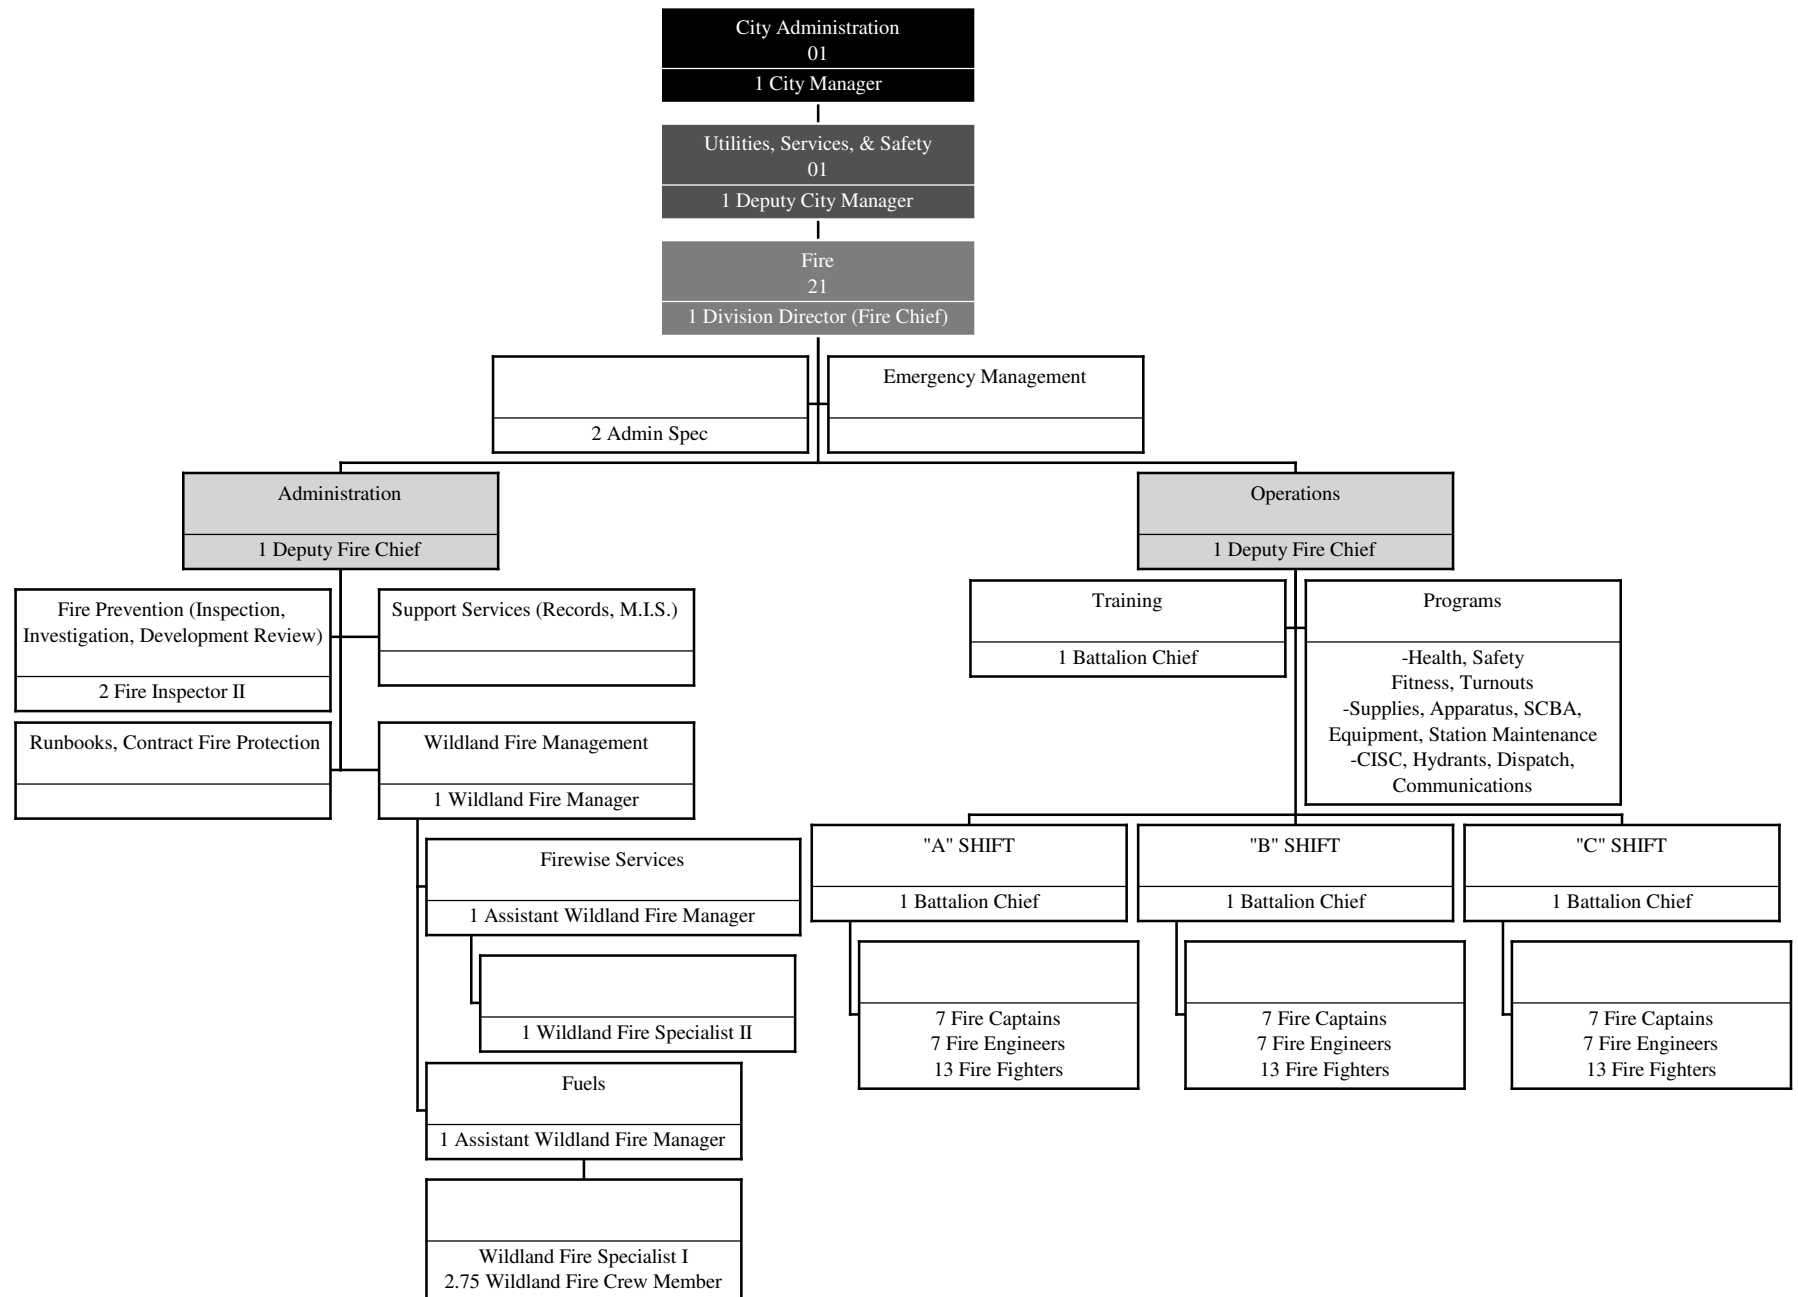 City Administration
01
1 City Manager
Utilities, Services, & Safety
01
1 Deputy City Manager
Fire
21
1 Division Director (Fire Chief)
2 Admin Spec
Emergency Management
Administration
1 Deputy Fire Chief
Operations
1 Deputy Fire Chief
Fire Prevention (Inspection,
Investigation, Development Review)
2 Fire Inspector II
Support Services (Records, M.I.S.)
Runbooks, Contract Fire Protection
Wildland Fire Management
1 Wildland Fire Manager
Firewise Services
1 Assistant Wildland Fire Manager
1 Wildland Fire Specialist II
Fuels
1 Assistant Wildland Fire Manager
Wildland Fire Specialist I
2.75 Wildland Fire Crew Member
Training
1 Battalion Chief
Programs
-Health, Safety
Fitness, Turnouts
-Supplies, Apparatus, SCBA,
Equipment, Station Maintenance
-CISC, Hydrants, Dispatch,
Communications
"A" SHIFT
1 Battalion Chief
7 Fire Captains
7 Fire Engineers
13 Fire Fighters
"B" SHIFT
1 Battalion Chief
7 Fire Captains
7 Fire Engineers
13 Fire Fighters
"C" SHIFT
1 Battalion Chief
7 Fire Captains
7 Fire Engineers
13 Fire Fighters